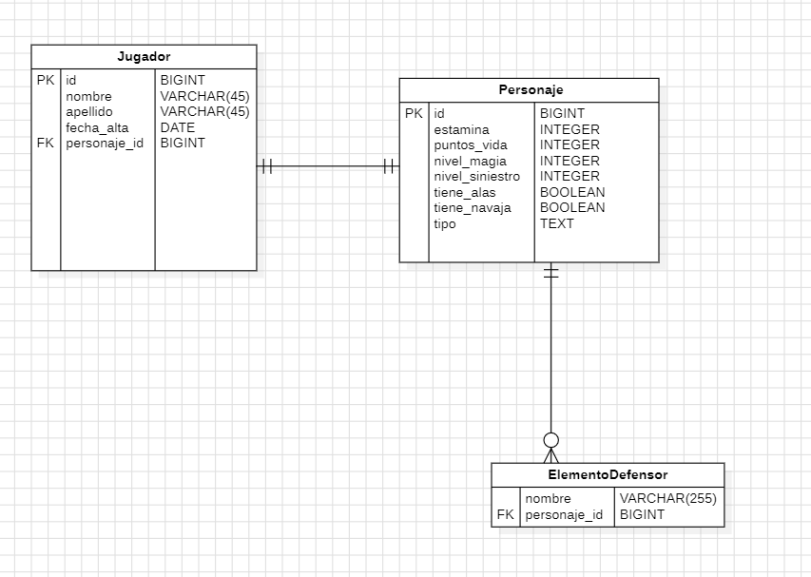 Jugador
PK id BIGINT
nombre VARCHAR(45)
apellido VARCHAR(45)
fecha_alta DATE
FK personaje_id BIGINT
Personaje
PK id BIGINT
estamina INTEGER
puntos_vida INTEGER
nivel_magia INTEGER
nivel_siniestro INTEGER
tiene_alas BOOLEAN
tiene_navaja BOOLEAN
tipo TEXT
ElementoDefensor
nombre VARCHAR(255)
FK personaje_id BIGINT